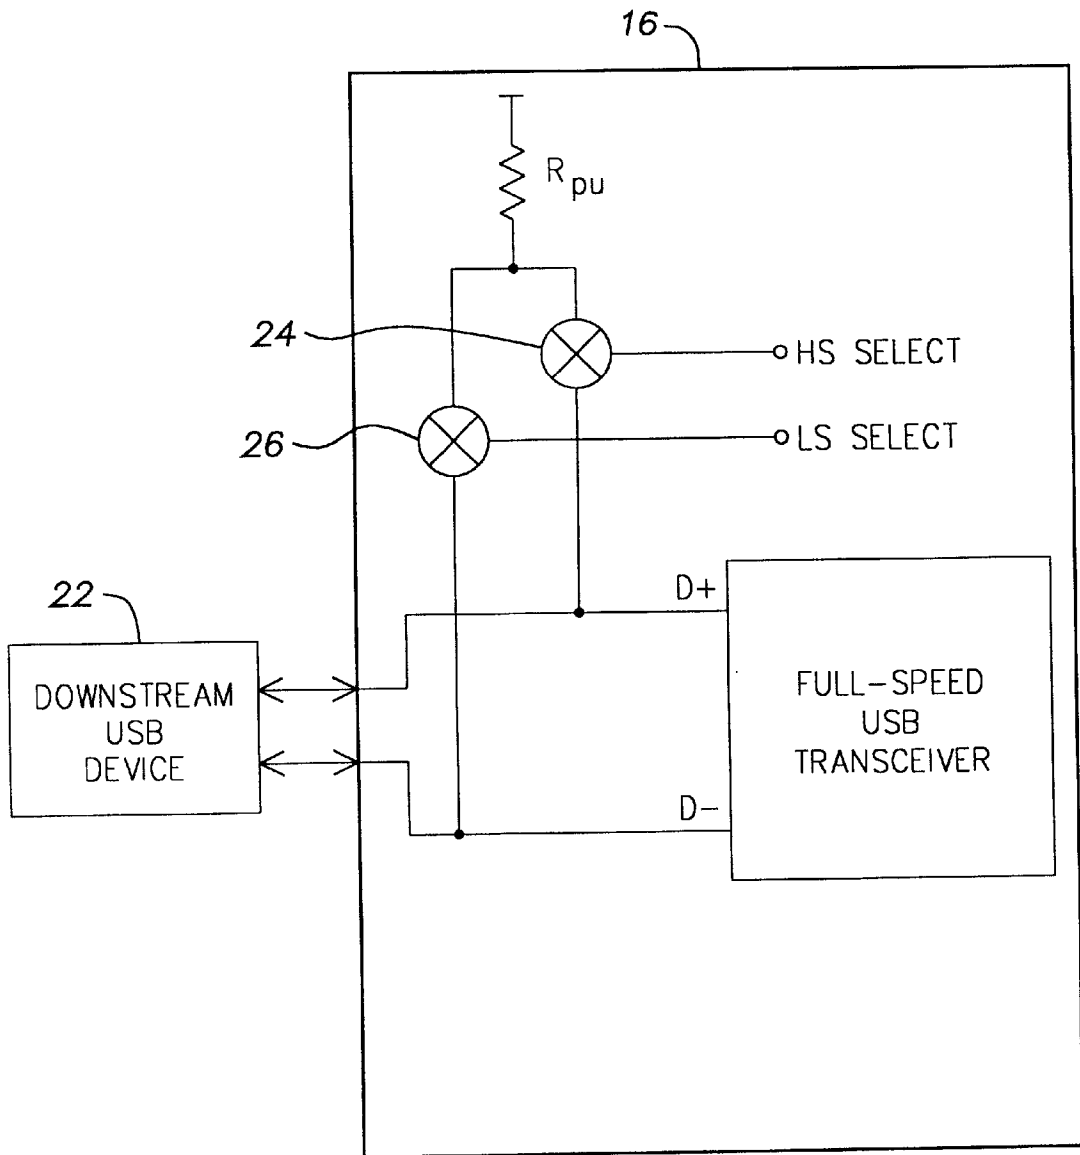 16
R pu
24
HS SELECT
26
LS SELECT
22
D+
DOWNSTREAM
USB
DEVICE
FULL-SPEED
USB
TRANSCEIVER
D-